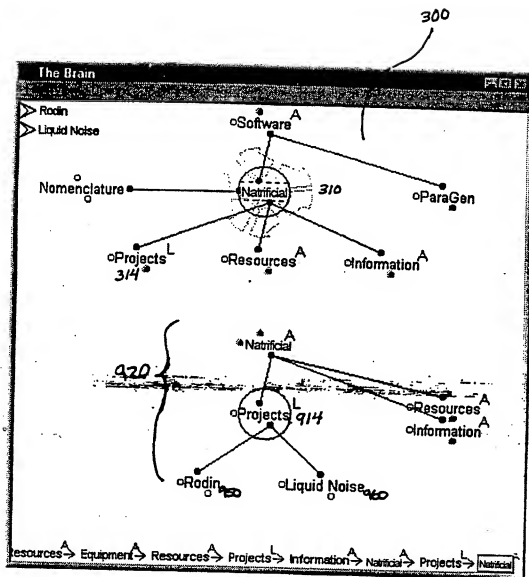 300
The Brain
Rodin
Liquid Noise
Software A
Nomenclature
Natrificial
310
ParaGen
Projects L
Resources A
Information A
314
920
Natrificial A
Projects L
914
Resources A
Information A
Rodin
950
Liquid Noise
960
esources A → Equipment A → Resources A → Projects L → Information A → Natrificial A → Projects L → Natrificial